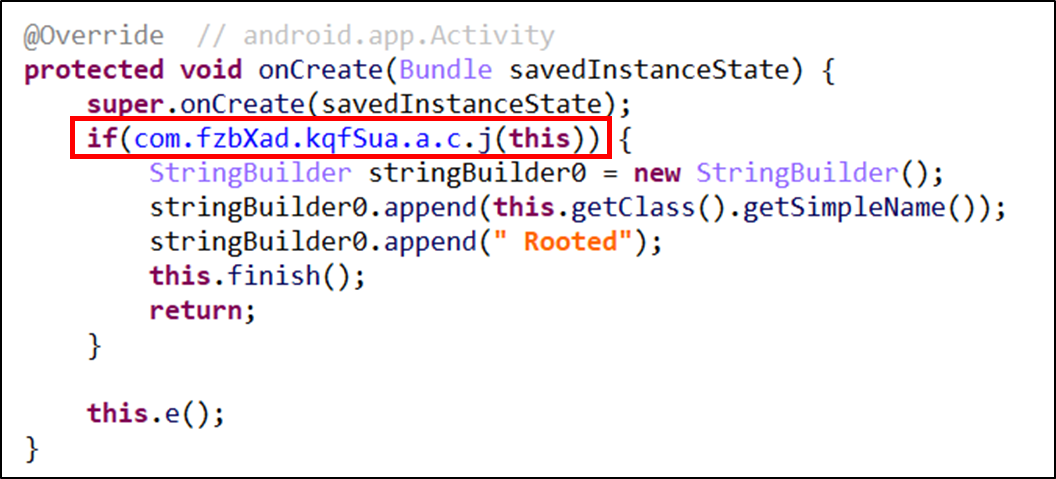 @Override  // android.app.Activity
protected void onCreate(Bundle savedInstanceState) {
    super.onCreate(savedInstanceState);
    if(com.fzbXad.kqfSua.a.c.j(this)) {
        StringBuilder stringBuilder0 = new StringBuilder();
        stringBuilder0.append(this.getClass().getSimpleName());
        stringBuilder0.append(" Rooted");
        this.finish();
        return;
    }
    this.e();
}